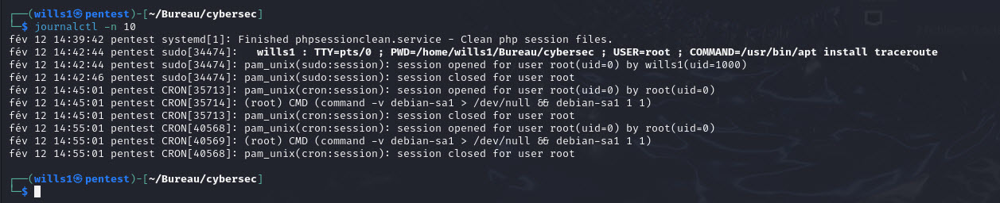 ┌──(wills1㉿pentest)-[~/Bureau/cybersec]
└─$ journalctl -n 10
fév 12 14:39:42 pentest systemd[1]: Finished phpsessionclean.service - Clean php session files.
fév 12 14:42:44 pentest sudo[34474]:   wills1 : TTY=pts/0 ; PWD=/home/wills1/Bureau/cybersec ; USER=root ; COMMAND=/usr/bin/apt install traceroute
fév 12 14:42:44 pentest sudo[34474]: pam_unix(sudo:session): session opened for user root(uid=0) by wills1(uid=1000)
fév 12 14:42:46 pentest sudo[34474]: pam_unix(sudo:session): session closed for user root
fév 12 14:45:01 pentest CRON[35713]: pam_unix(cron:session): session opened for user root(uid=0) by root(uid=0)
fév 12 14:45:01 pentest CRON[35714]: (root) CMD (command -v debian-sa1 > /dev/null && debian-sa1 1 1)
fév 12 14:45:01 pentest CRON[35713]: pam_unix(cron:session): session closed for user root
fév 12 14:55:01 pentest CRON[40568]: pam_unix(cron:session): session opened for user root(uid=0) by root(uid=0)
fév 12 14:55:01 pentest CRON[40569]: (root) CMD (command -v debian-sa1 > /dev/null && debian-sa1 1 1)
fév 12 14:55:01 pentest CRON[40568]: pam_unix(cron:session): session closed for user root
┌──(wills1㉿pentest)-[~/Bureau/cybersec]
└─$